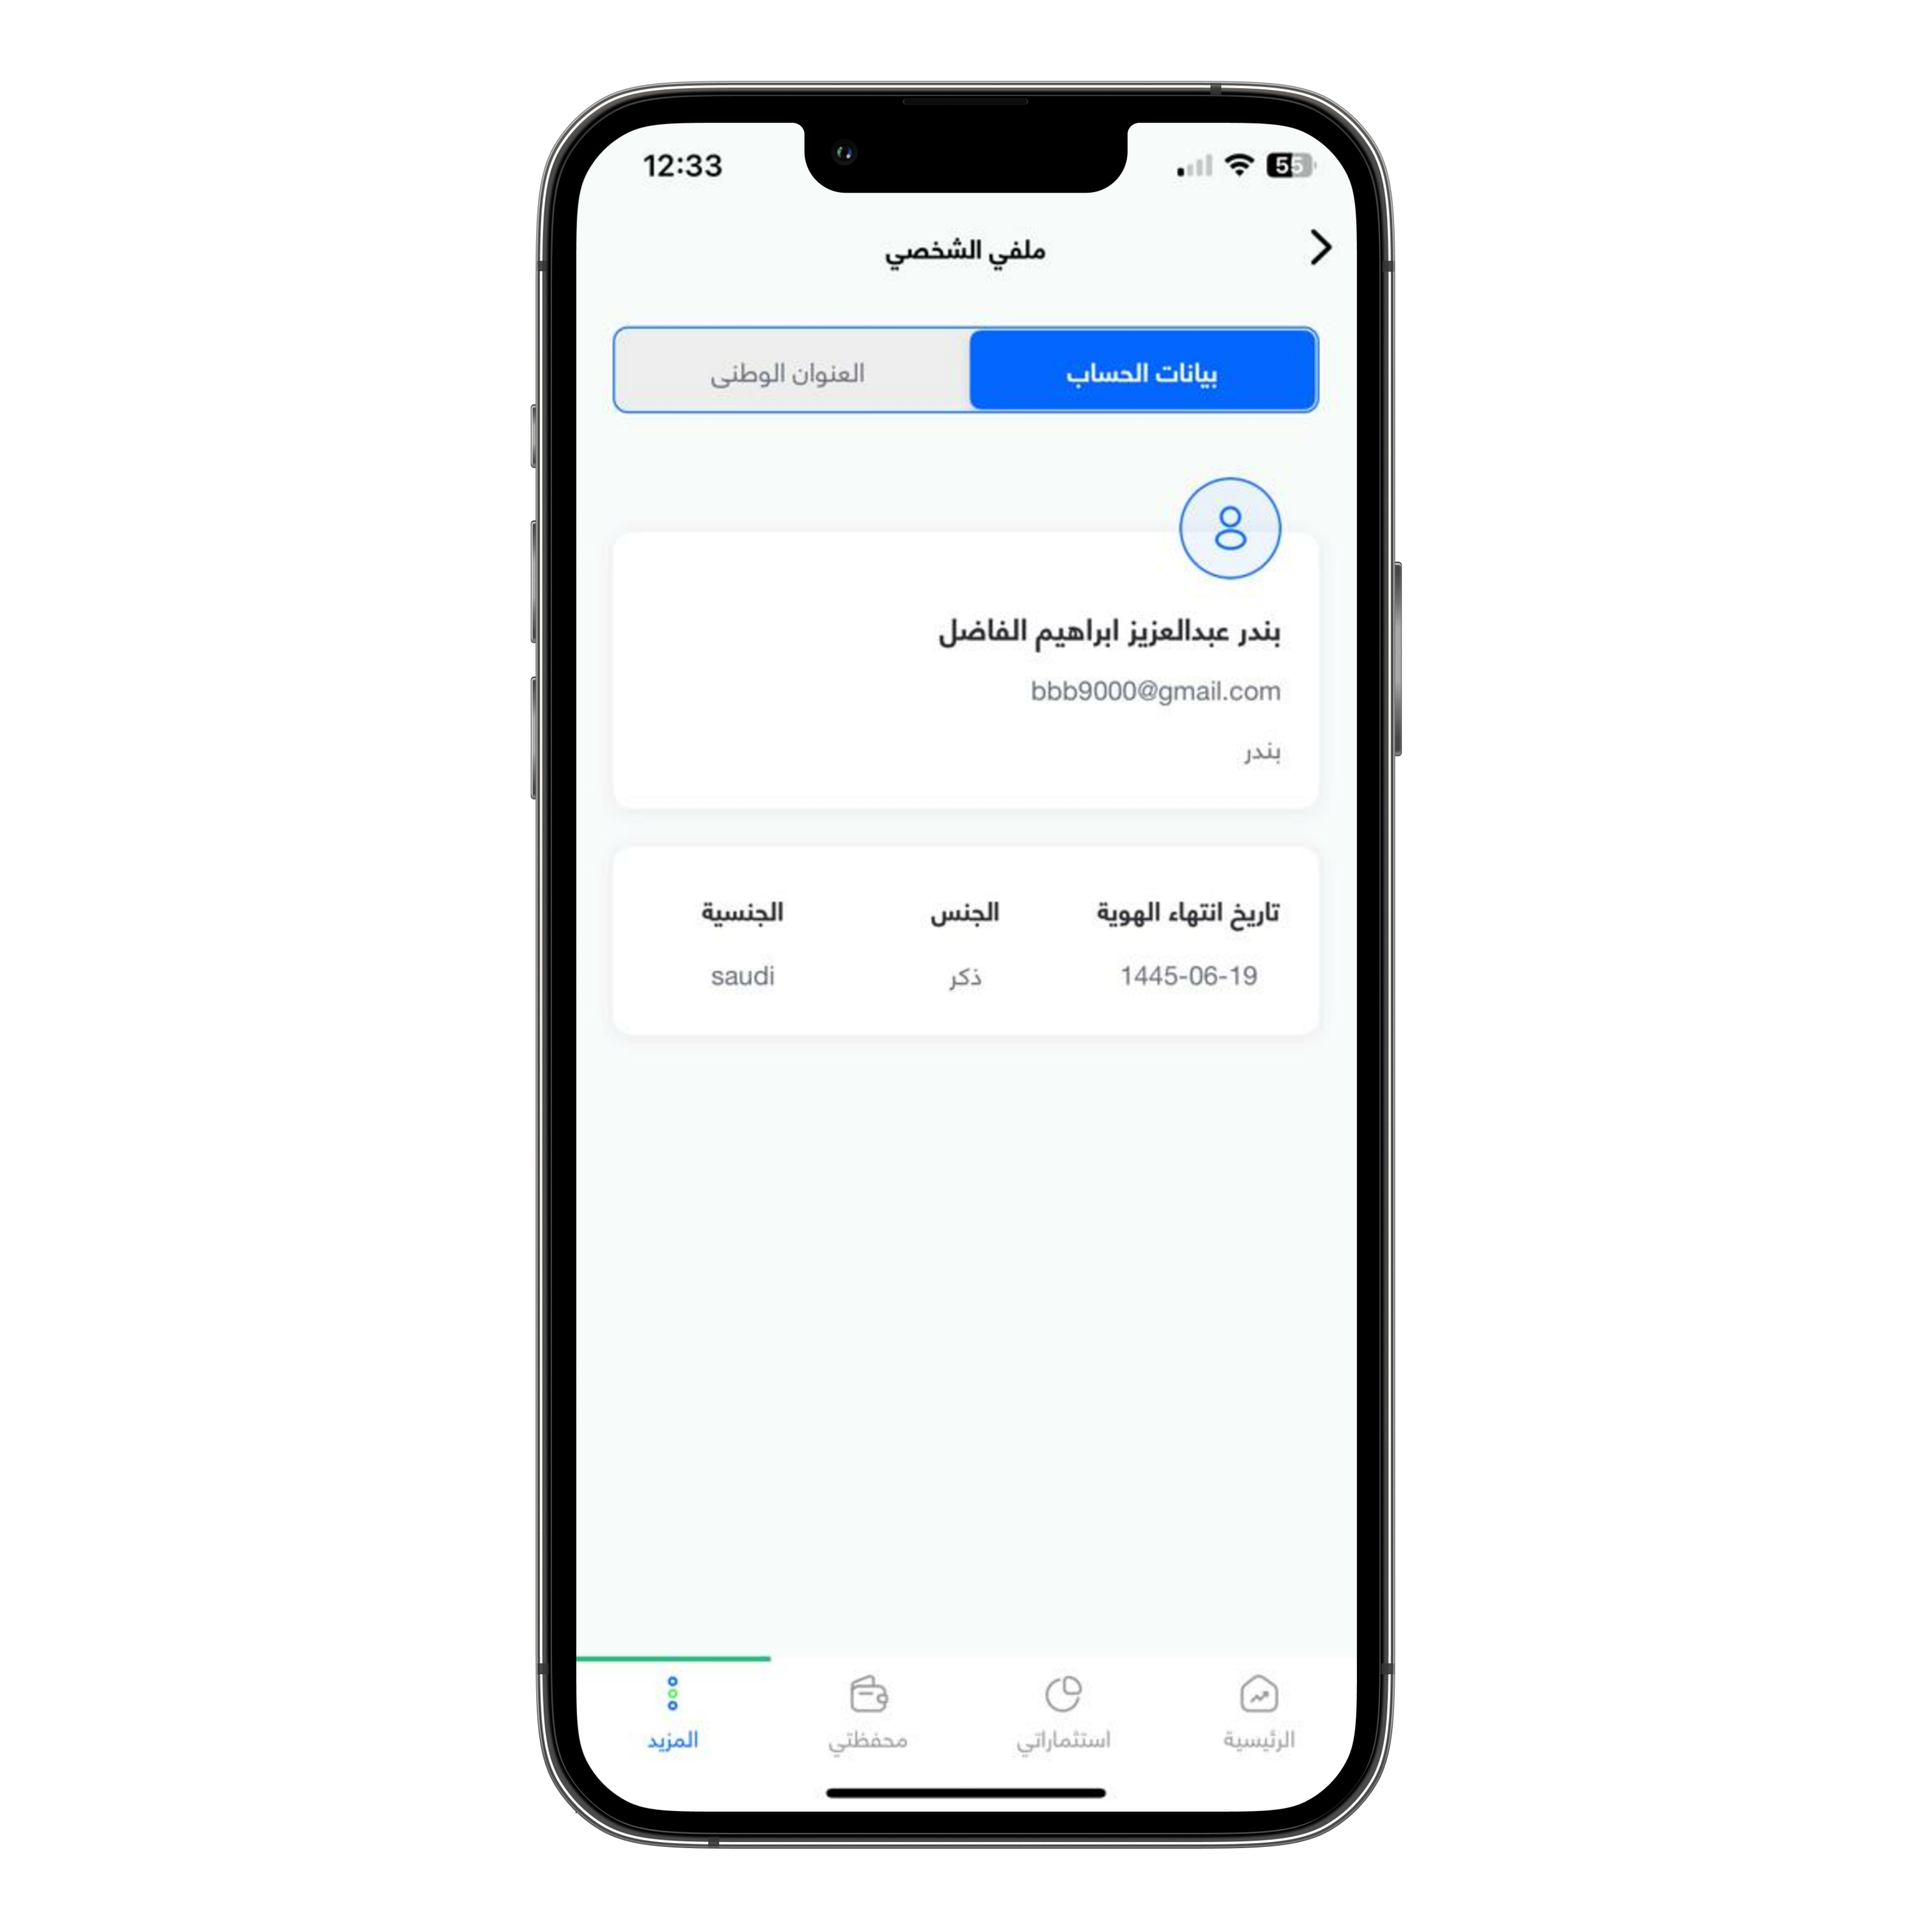 12:33
55
ملفي الشخصي
بيانات الحساب
العنوان الوطنى
بندر عبدالعزيز ابراهيم الفاضل
bbb9000@gmail.com
بندر
تاريخ انتهاء الهوية الجنس الجنسية
1445-06-19 ذكر saudi
الرئيسية استثماراتي محفظتي المزيد